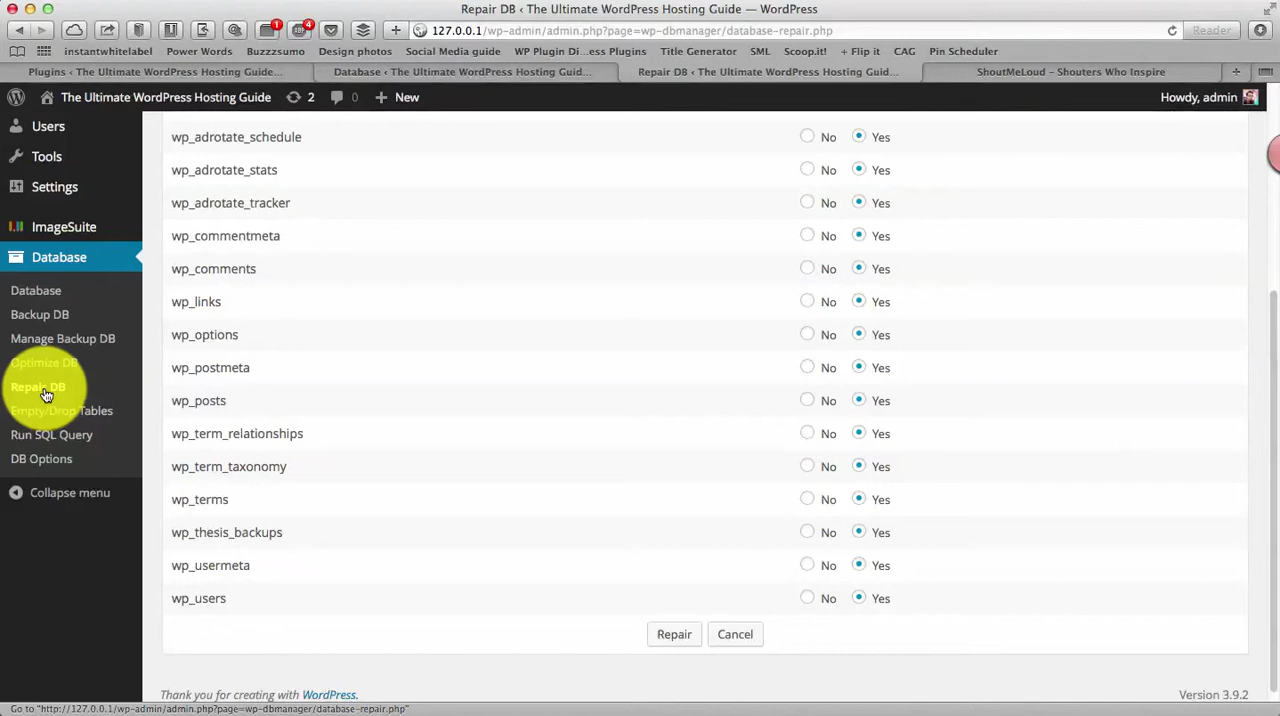 Repair DB ‹ The Ultimate WordPress Hosting Guide — WordPress
127.0.0.1/wp-admin/admin.php?page=wp-dbmanager/database-repair.php
Reader
1
4
instantwhitelabel Power Words Buzzzsumo Design photos Social Media guide WP Plugin Di...ess Plugins Title Generator SML Scoop.it! + Flip it CAG Pin Scheduler
Plugins ‹ The Ultimate WordPress Hosting Guide... Database ‹ The Ultimate WordPress Hosting Guid... Repair DB ‹ The Ultimate WordPress Hosting Guid... ShoutMeLoud – Shouters Who Inspire
The Ultimate WordPress Hosting Guide 2 0 + New Howdy, admin
Users
Tools
Settings
ImageSuite
Database
Database
Backup DB
Manage Backup DB
Optimize DB
Repair DB
Empty/Drop Tables
Run SQL Query
DB Options
Collapse menu
wp_adrotate_schedule No Yes
wp_adrotate_stats No Yes
wp_adrotate_tracker No Yes
wp_commentmeta No Yes
wp_comments No Yes
wp_links No Yes
wp_options No Yes
wp_postmeta No Yes
wp_posts No Yes
wp_term_relationships No Yes
wp_term_taxonomy No Yes
wp_terms No Yes
wp_thesis_backups No Yes
wp_usermeta No Yes
wp_users No Yes
Repair Cancel
Thank you for creating with WordPress. Version 3.9.2
Go to "http://127.0.0.1/wp-admin/admin.php?page=wp-dbmanager/database-repair.php"